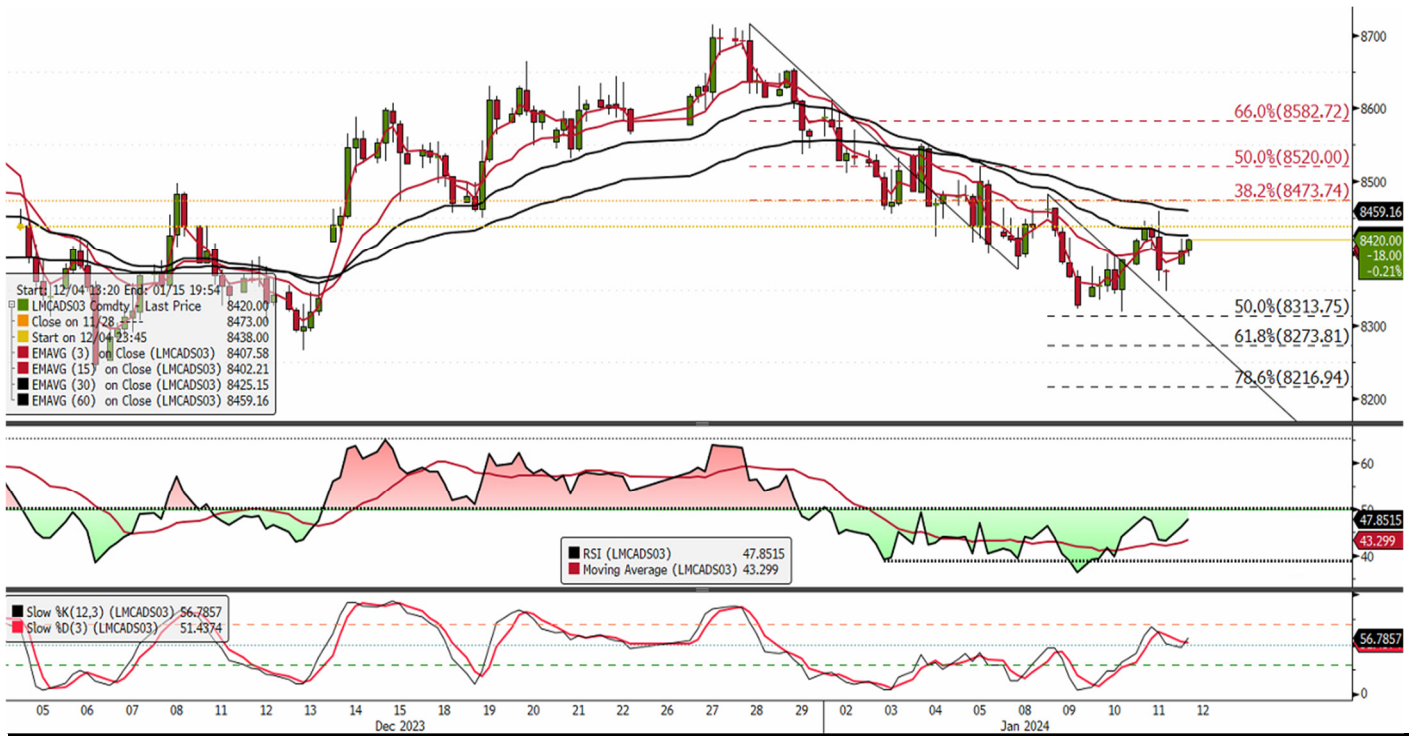 8700
8600
8500
8300
8200
66.0%(8582.72)
50.0%(8520.00)
38.2%(8473.74)
8459.16
8420.00
-18.00
-0.21%
50.0%(8313.75)
61.8%(8273.81)
78.6%(8216.94)
Start: 12/04 13:20 End: 01/15 19:54
LMCADS03 Comdty - Last Price 8420.00
Close on 11/28 ---- 8473.00
Start on 12/04 23:45 8438.00
EMAVG (3) on Close (LMCADS03) 8407.58
EMAVG (15) on Close (LMCADS03) 8402.21
EMAVG (30) on Close (LMCADS03) 8425.15
EMAVG (60) on Close (LMCADS03) 8459.16
60
50
47.8515
43.299
40
RSI (LMCADS03) 47.8515
Moving Average (LMCADS03) 43.299
Slow %K(12,3) (LMCADS03) 56.7857
Slow %D(3) (LMCADS03) 51.4374
56.7857
0
05 06 07 08 11 12 13 14 15 18 19 20 21 22 27 28 29 02 03 04 05 08 09 10 11 12
Dec 2023 Jan 2024